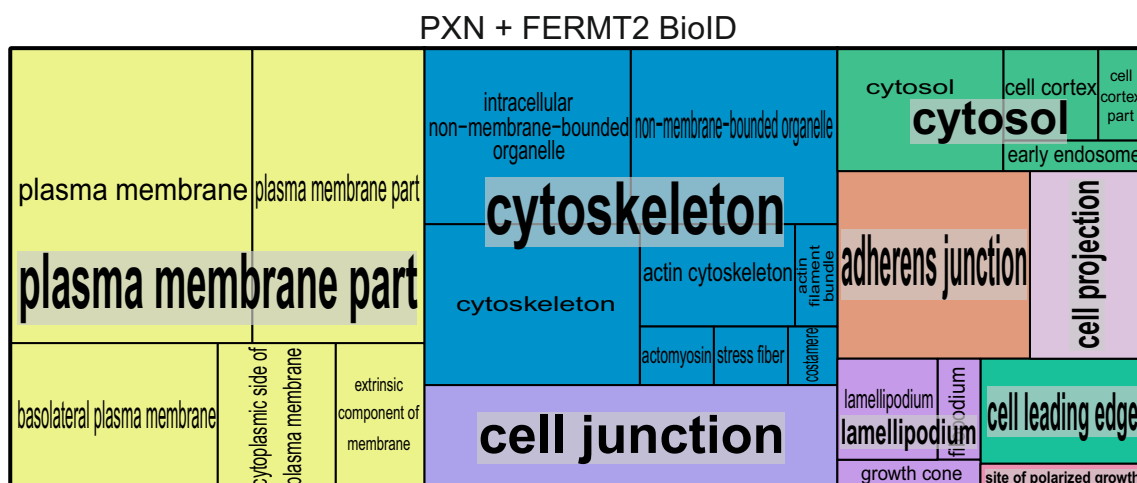 PXN + FERMT2 BioID
plasma membrane
plasma membrane part
plasma membrane part
basolateral plasma membrane
cytoplasmic side of
plasma membrane
extrinsic
component of
membrane
intracellular
non-membrane-bounded
organelle
non-membrane-bounded organelle
cytoskeleton
cytoskeleton
actin cytoskeleton
actin
filament
bundle
actomyosin
stress fiber
costamere
cell junction
cytosol
cytosol
cell cortex
cell
cortex
part
early endosome
adherens junction
cell projection
lamellipodium
lamellipodium
filopodium
growth cone
cell leading edge
site of polarized growth